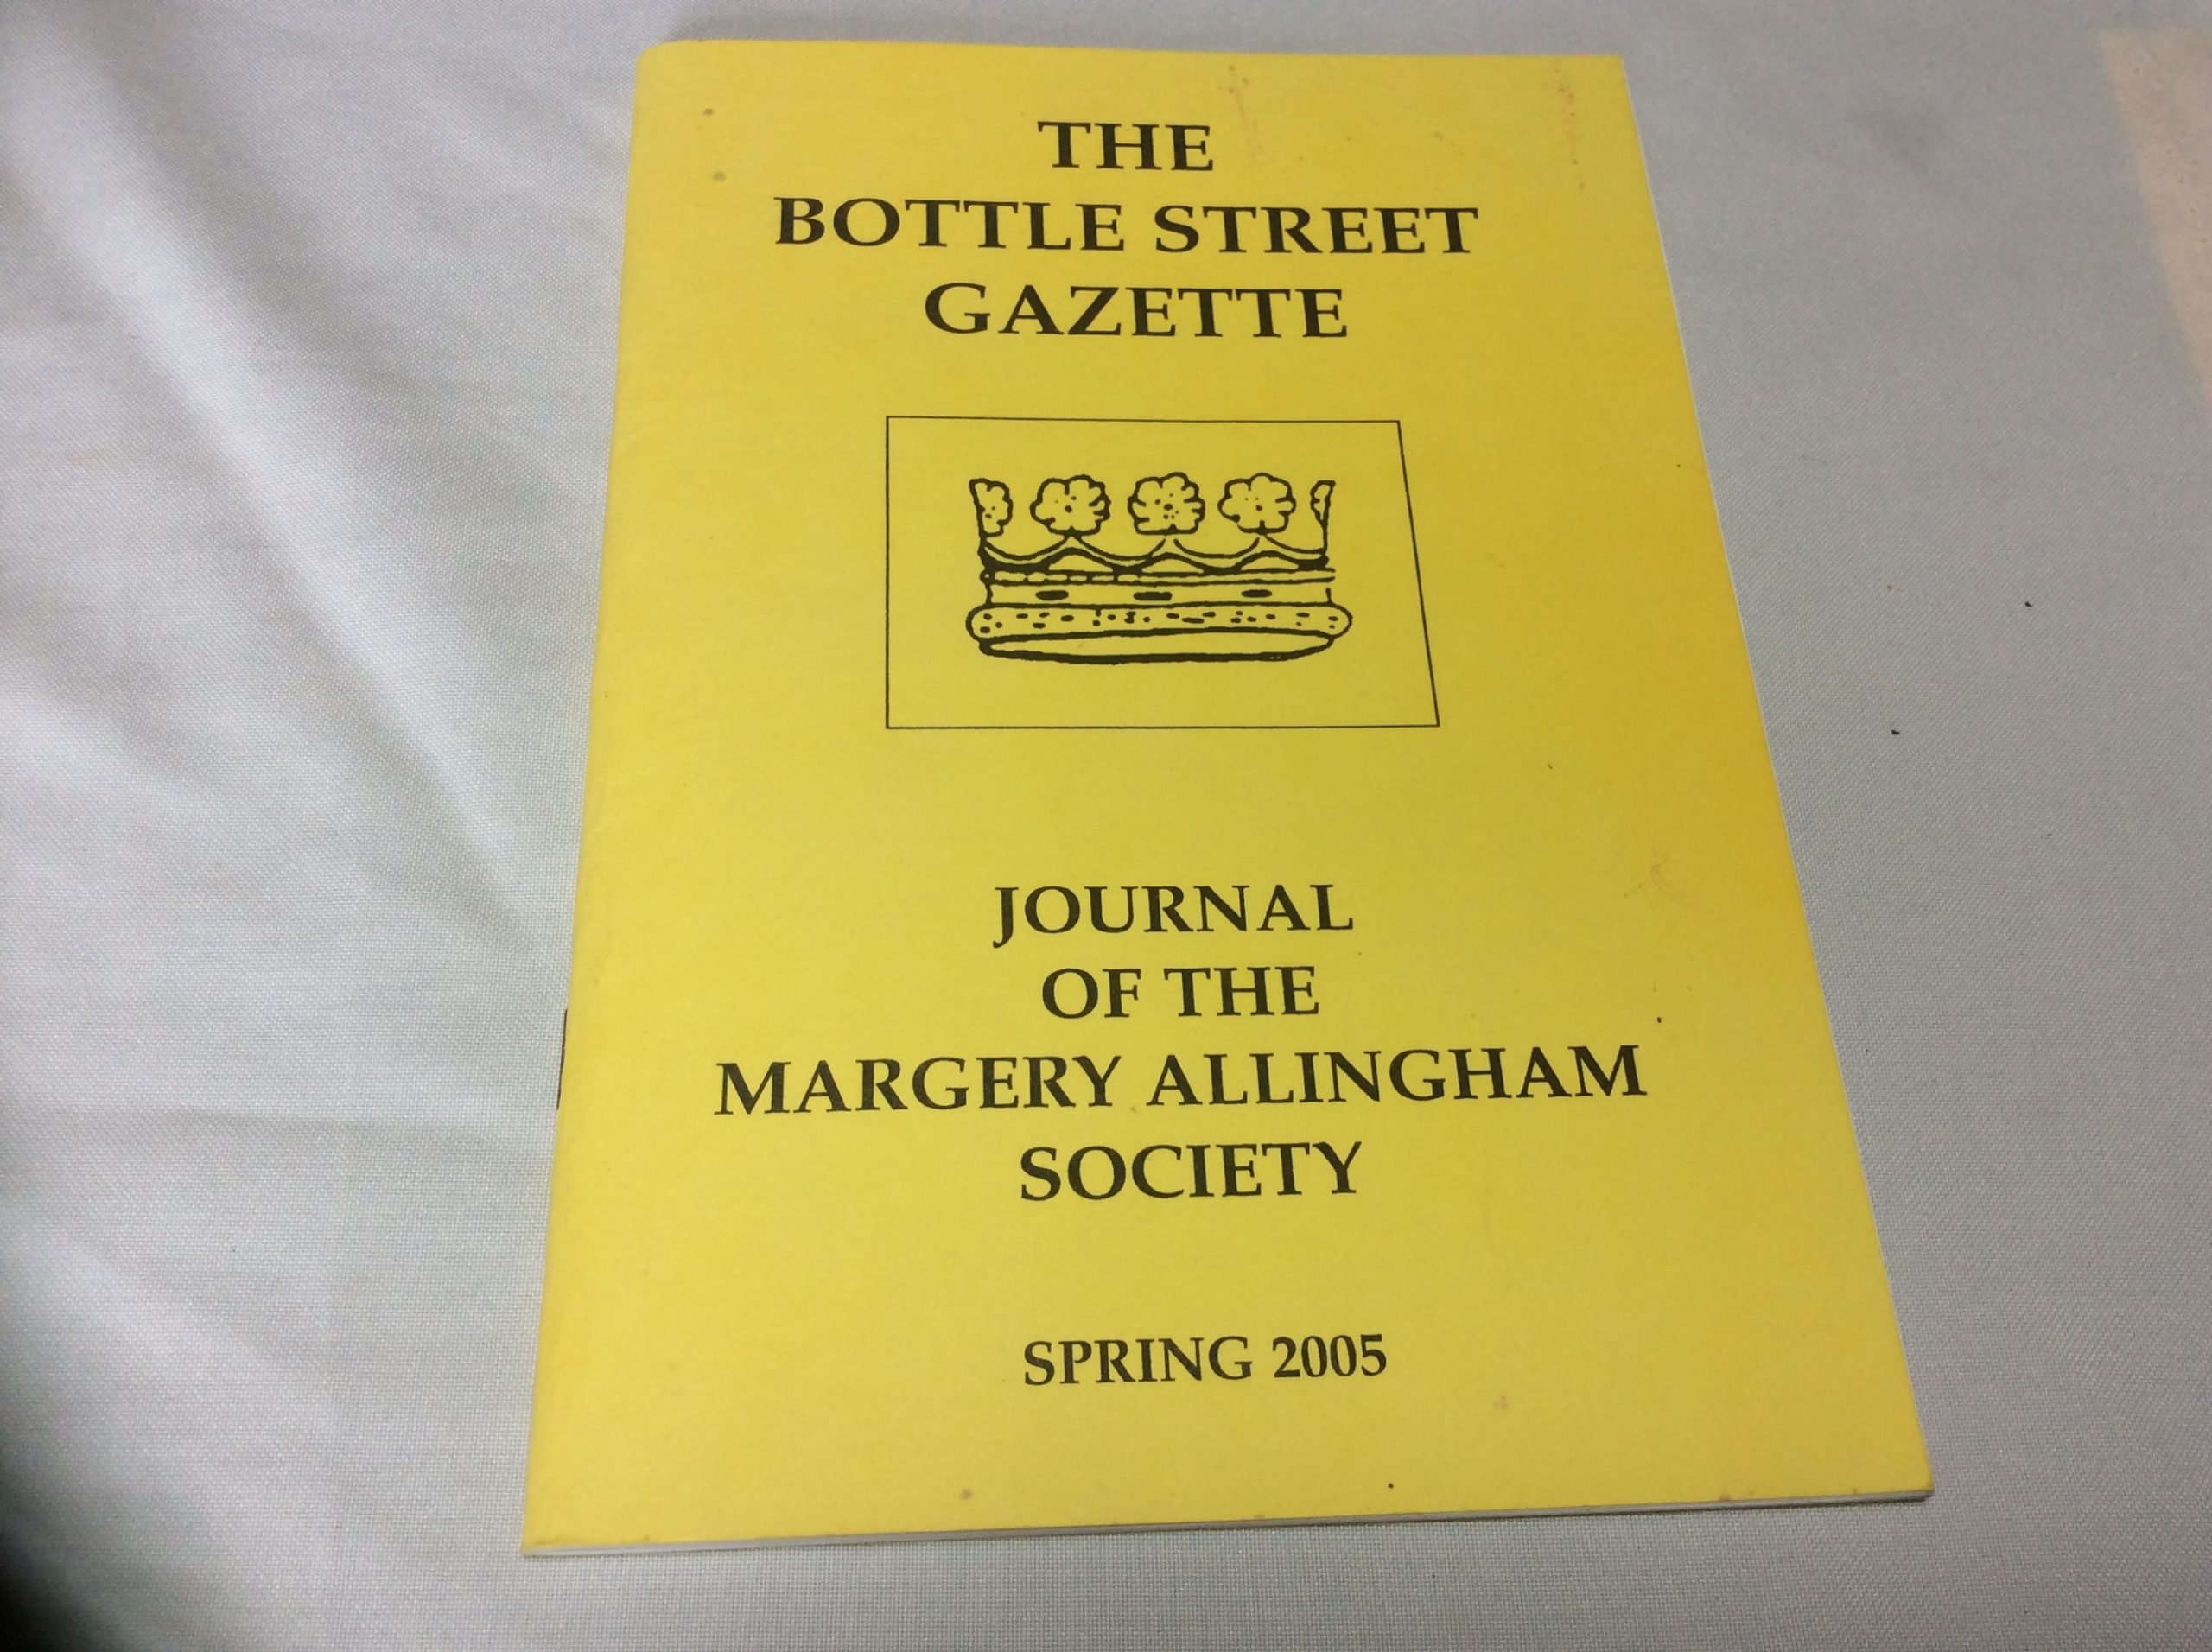 THE
BOTTLE STREET
GAZETTE
JOURNAL
OF THE
MARGERY ALLINGHAM
SOCIETY
SPRING 2005